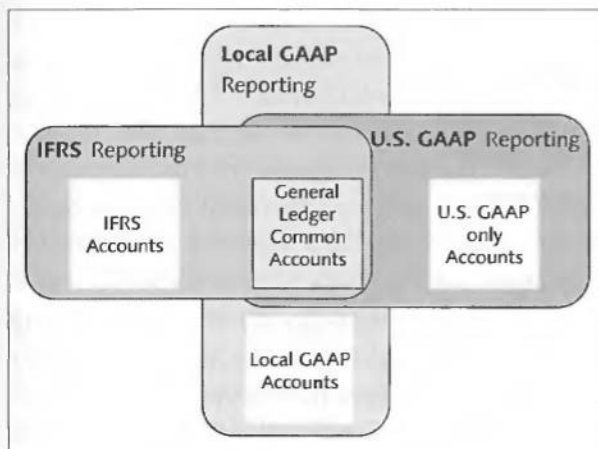 Local GAAP
Reporting
IFRS Reporting
U.S. GAAP Reporting
IFRS
Accounts
General
Ledger
Common
Accounts
U.S. GAAP
only
Accounts
Local GAAP
Accounts